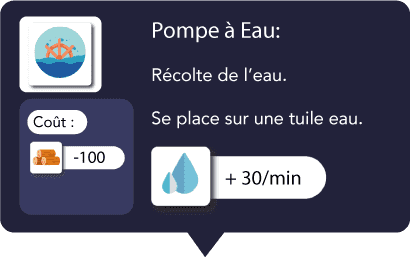 Pompe à Eau:
Récolte de l'eau.
Se place sur une tuile eau.
Coût :
-100
+ 30/min